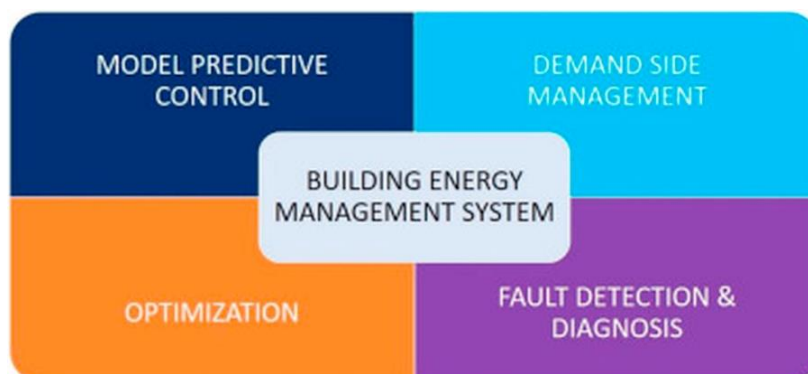 MODEL PREDICTIVE
CONTROL
DEMAND SIDE
MANAGEMENT
BUILDING ENERGY
MANAGEMENT SYSTEM
OPTIMIZATION
FAULT DETECTION &
DIAGNOSIS